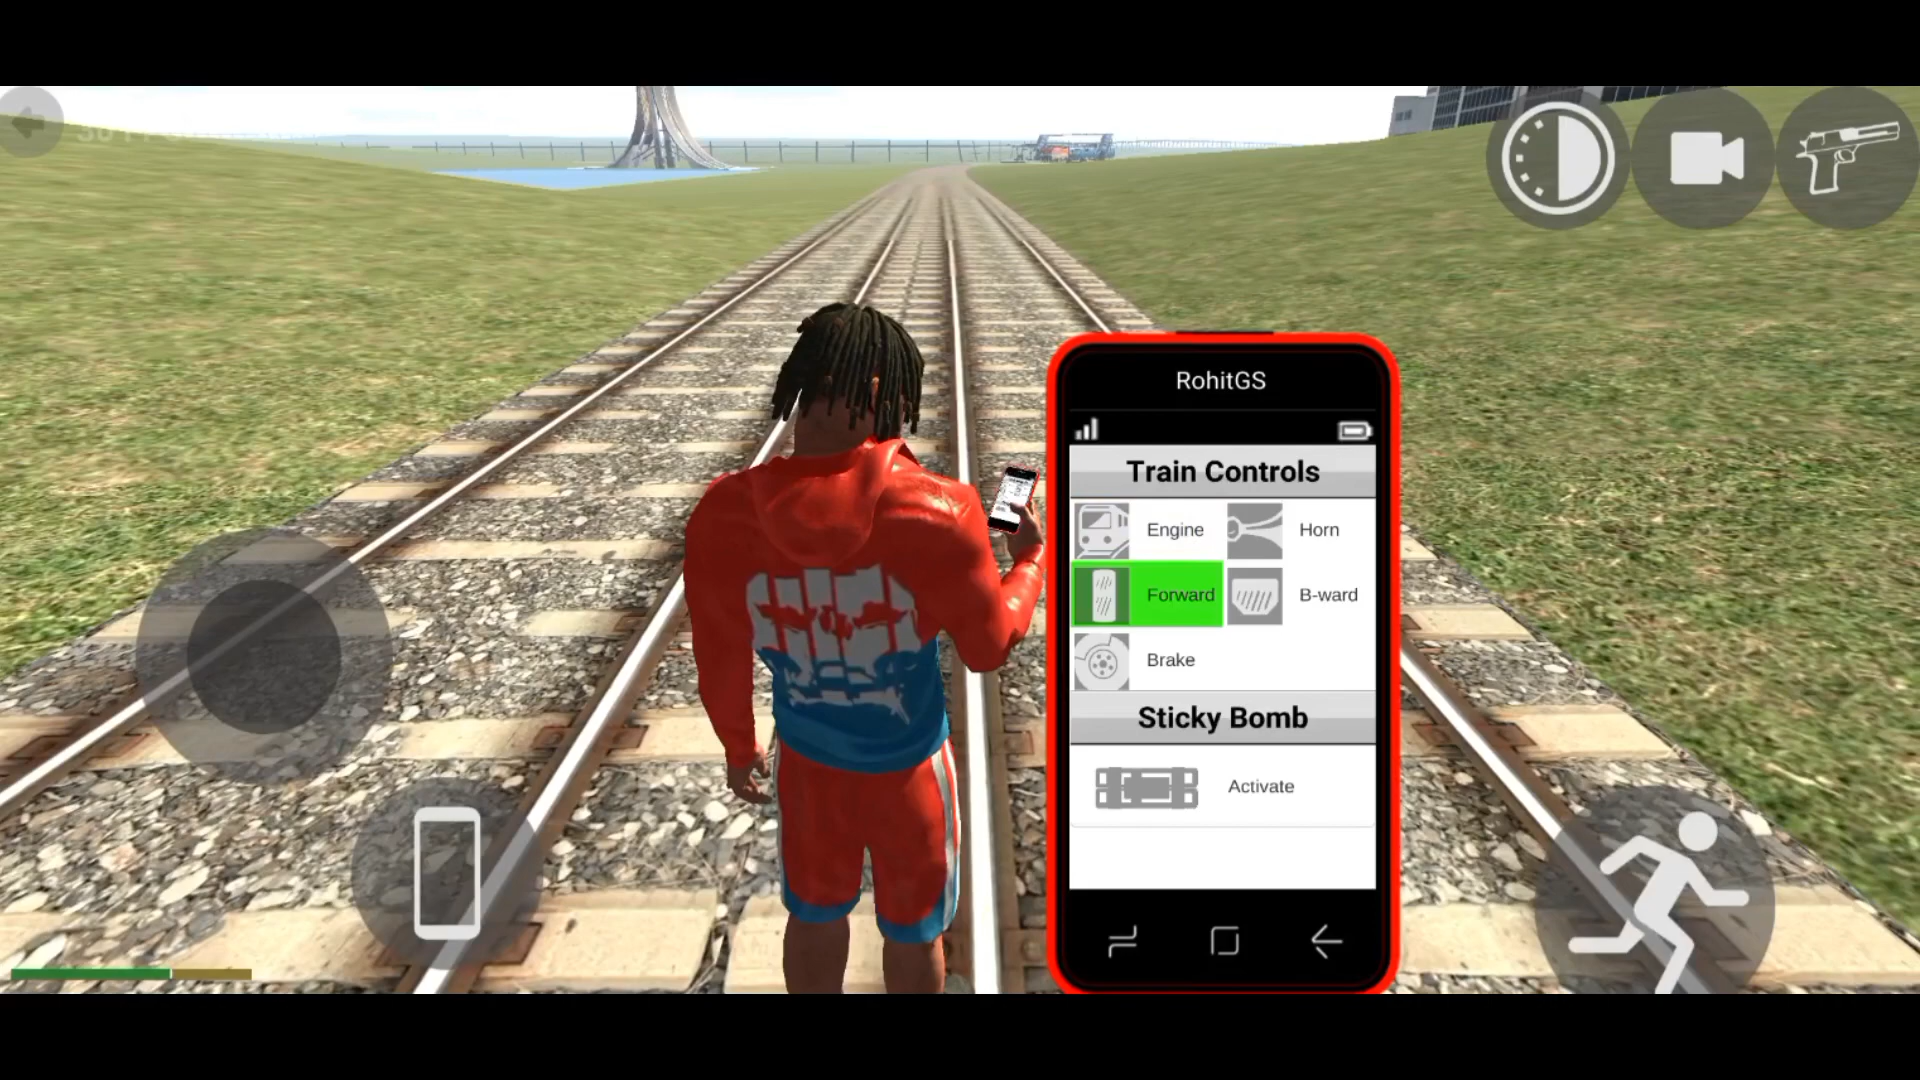 RohitGS
Train Controls
Engine
Horn
Forward
B-ward
Brake
Sticky Bomb
Activate